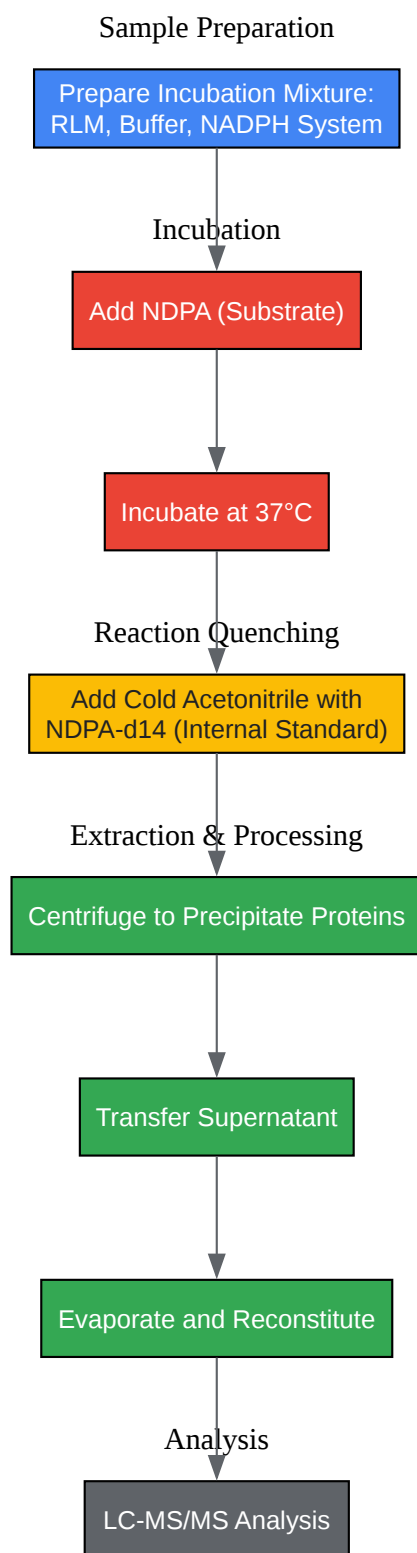 Sample Preparation
Prepare Incubation Mixture:
RLM, Buffer, NADPH System
Incubation
Add NDPA (Substrate)
Incubate at 37°C
Reaction Quenching
Add Cold Acetonitrile with
NDPA-d14 (Internal Standard)
Extraction & Processing
Centrifuge to Precipitate Proteins
Transfer Supernatant
Evaporate and Reconstitute
Analysis
LC-MS/MS Analysis